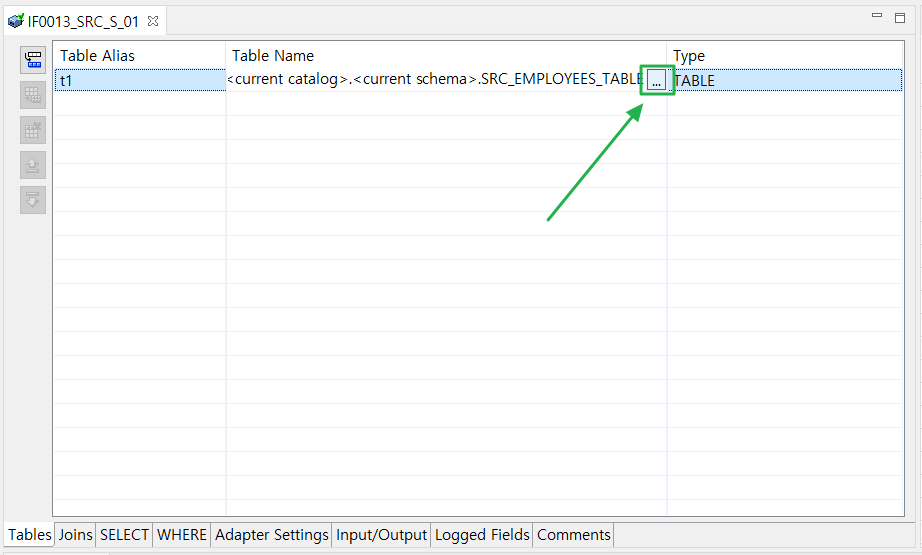 IF0013_SRC_S_01
Table Alias Table Name Type
t1 <current catalog>.<current schema>.SRC_EMPLOYEES_TABLE ... TABLE
Tables Joins SELECT WHERE Adapter Settings Input/Output Logged Fields Comments